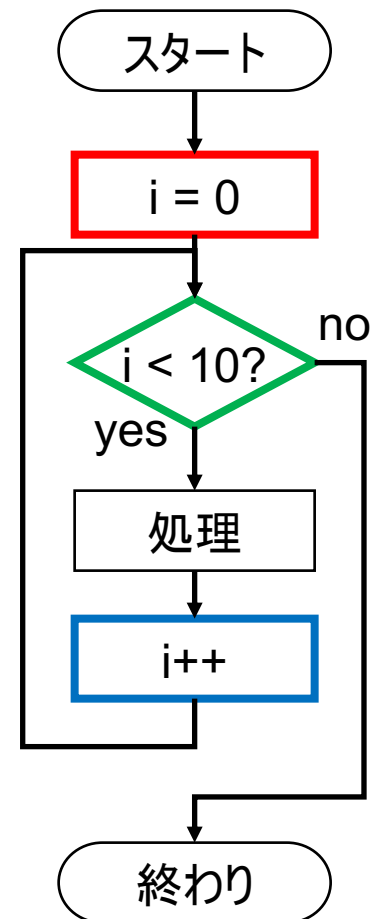 スタート
i = 0
i < 10?
no
yes
処理
i++
終わり